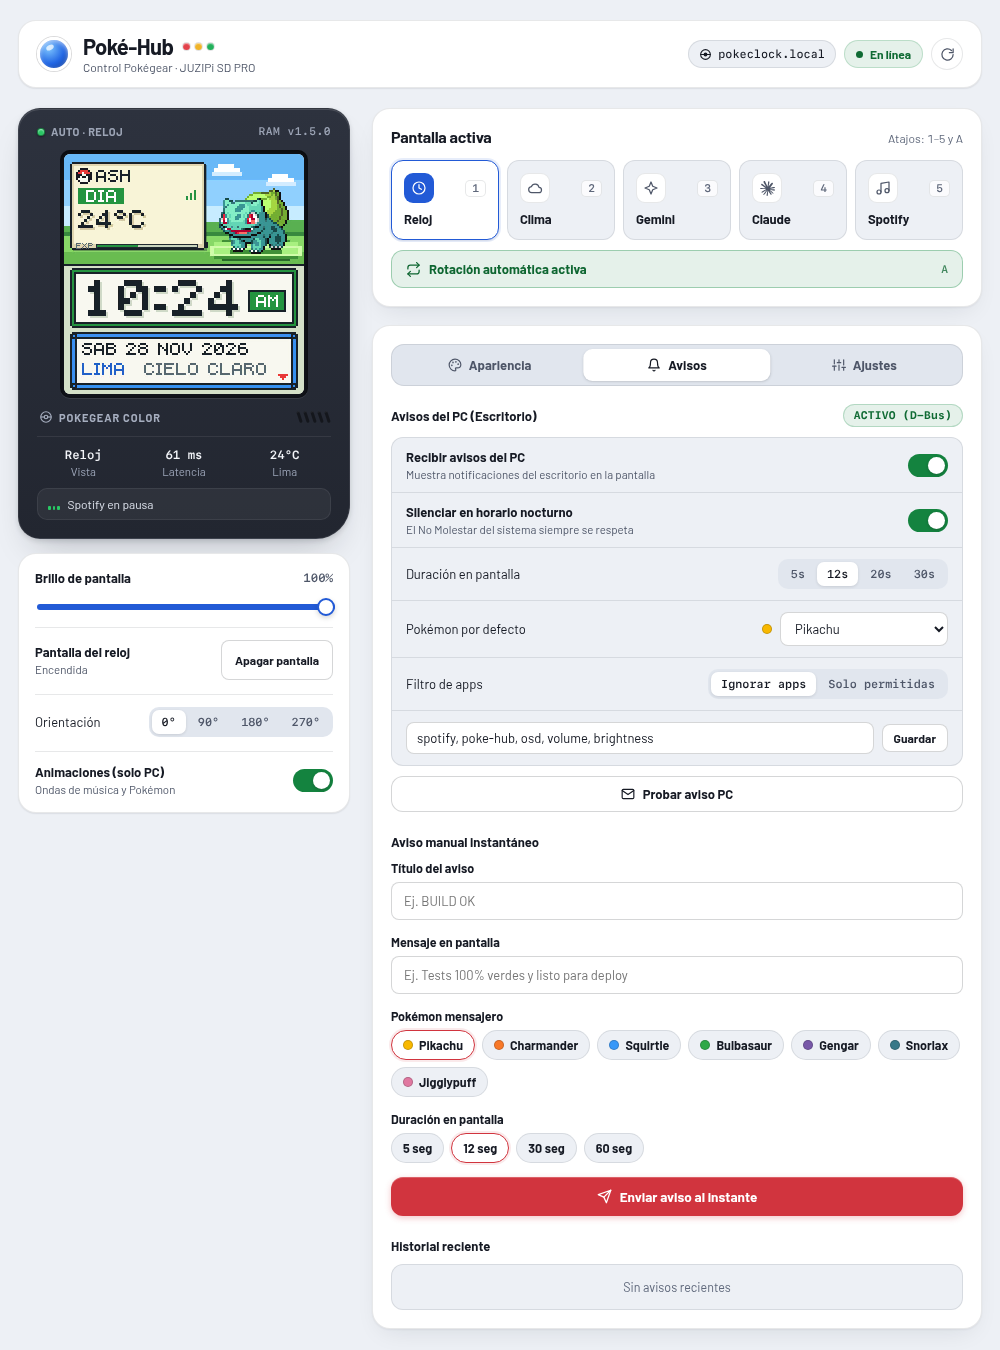 Poké-Hub
Control Pokégear · JUZIPi SD PRO
pokeclock.local
En línea
AUTO · RELOJ
RAM v1.5.0
ASH
DIA
24°C
EXP
10:24 AM
SAB 28 NOV 2026
LIMA CIELO CLARO
POKEGEAR COLOR
Reloj
Vista
61 ms
Latencia
24°C
Lima
Spotify en pausa
Brillo de pantalla
100%
Pantalla del reloj
Encendida
Apagar pantalla
Orientación
0° 90° 180° 270°
Animaciones (solo PC)
Ondas de música y Pokémon
Pantalla activa
Atajos: 1-5 y A
1
Reloj
2
Clima
3
Gemini
4
Claude
5
Spotify
Rotación automática activa
A
Apariencia
Avisos
Ajustes
Avisos del PC (Escritorio)
ACTIVO (D-Bus)
Recibir avisos del PC
Muestra notificaciones del escritorio en la pantalla
Silenciar en horario nocturno
El No Molestar del sistema siempre se respeta
Duración en pantalla
5s 12s 20s 30s
Pokémon por defecto
Pikachu
Filtro de apps
Ignorar apps Solo permitidas
spotify, poke-hub, osd, volume, brightness
Guardar
Probar aviso PC
Aviso manual instantáneo
Título del aviso
Ej. BUILD OK
Mensaje en pantalla
Ej. Tests 100% verdes y listo para deploy
Pokémon mensajero
Pikachu Charmander Squirtle Bulbasaur Gengar Snorlax
Jigglypuff
Duración en pantalla
5 seg 12 seg 30 seg 60 seg
Enviar aviso al instante
Historial reciente
Sin avisos recientes